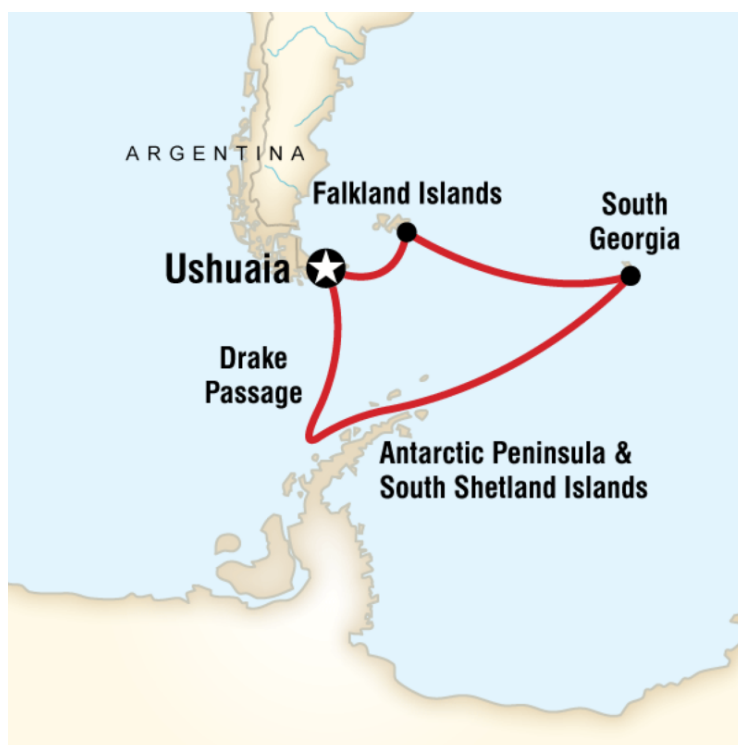 ARGENTINA
Falkland Islands
South
Georgia
Ushuaia
Drake
Passage
Antarctic Peninsula &
South Shetland Islands